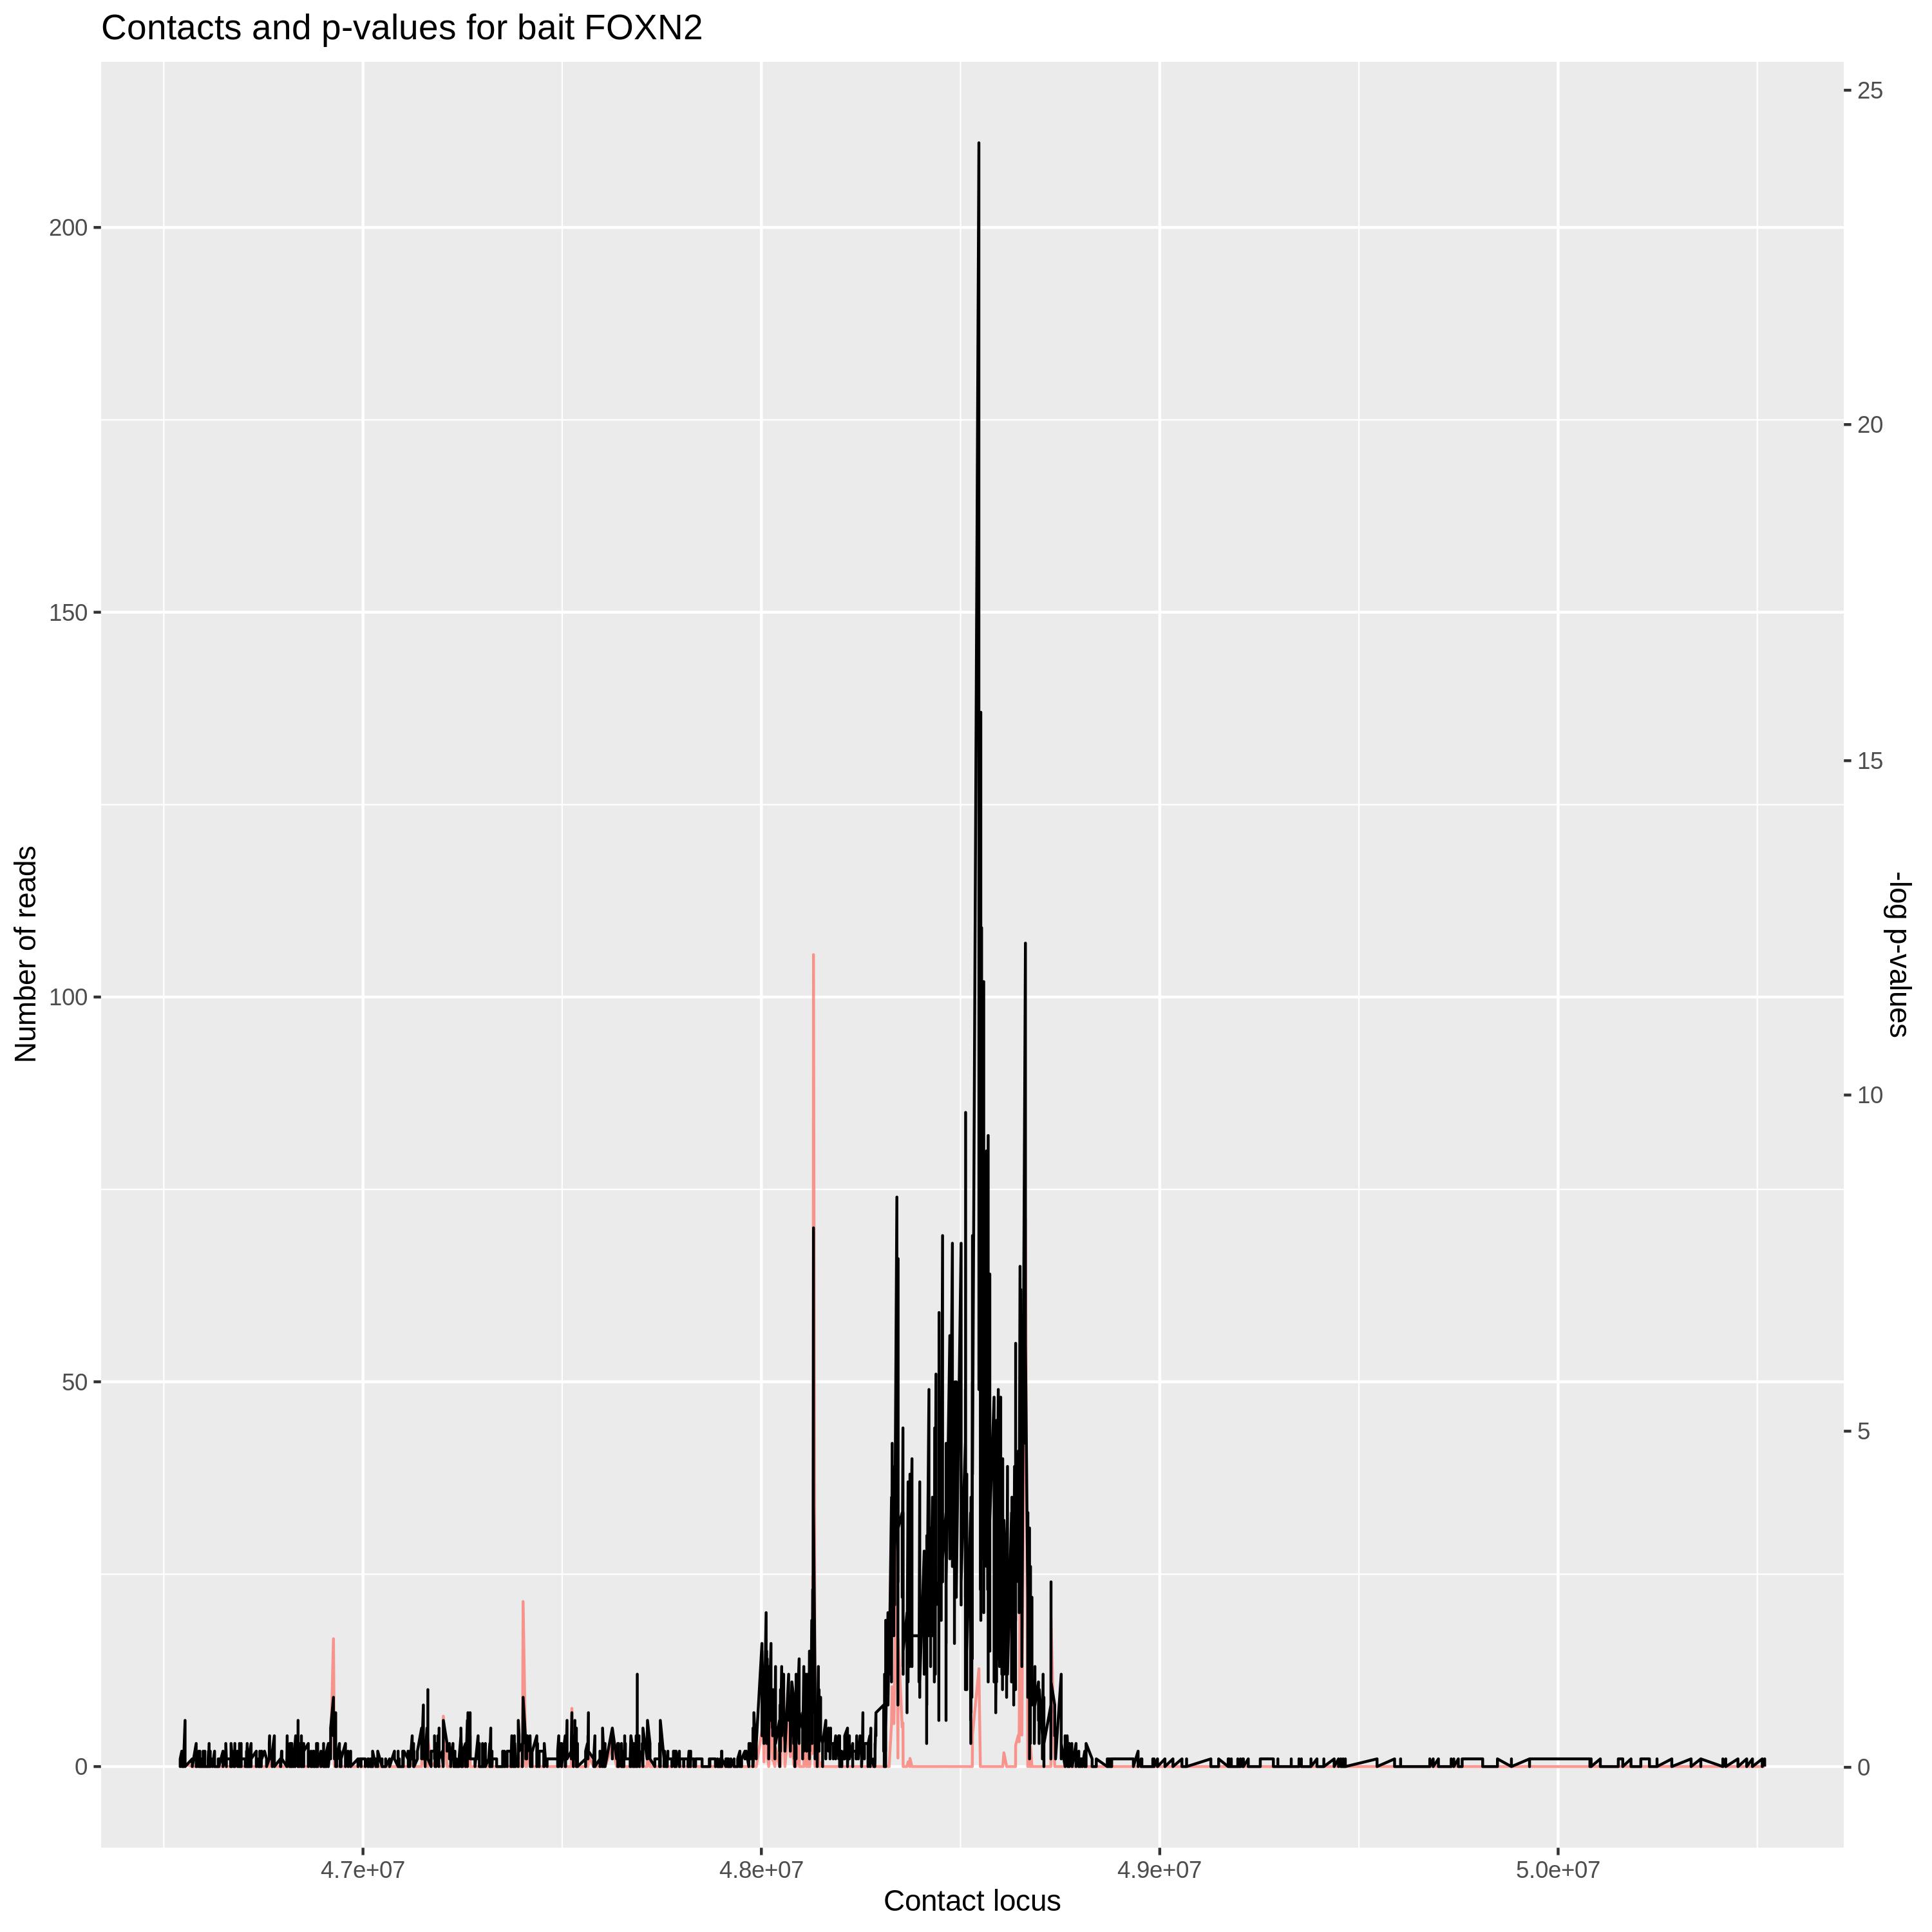 Contacts and p-values for bait FOXN2
200
150
100
50
0
Number of reads
25
20
15
10
5
0
-log p-values
4.7e+07
4.8e+07
4.9e+07
5.0e+07
Contact locus